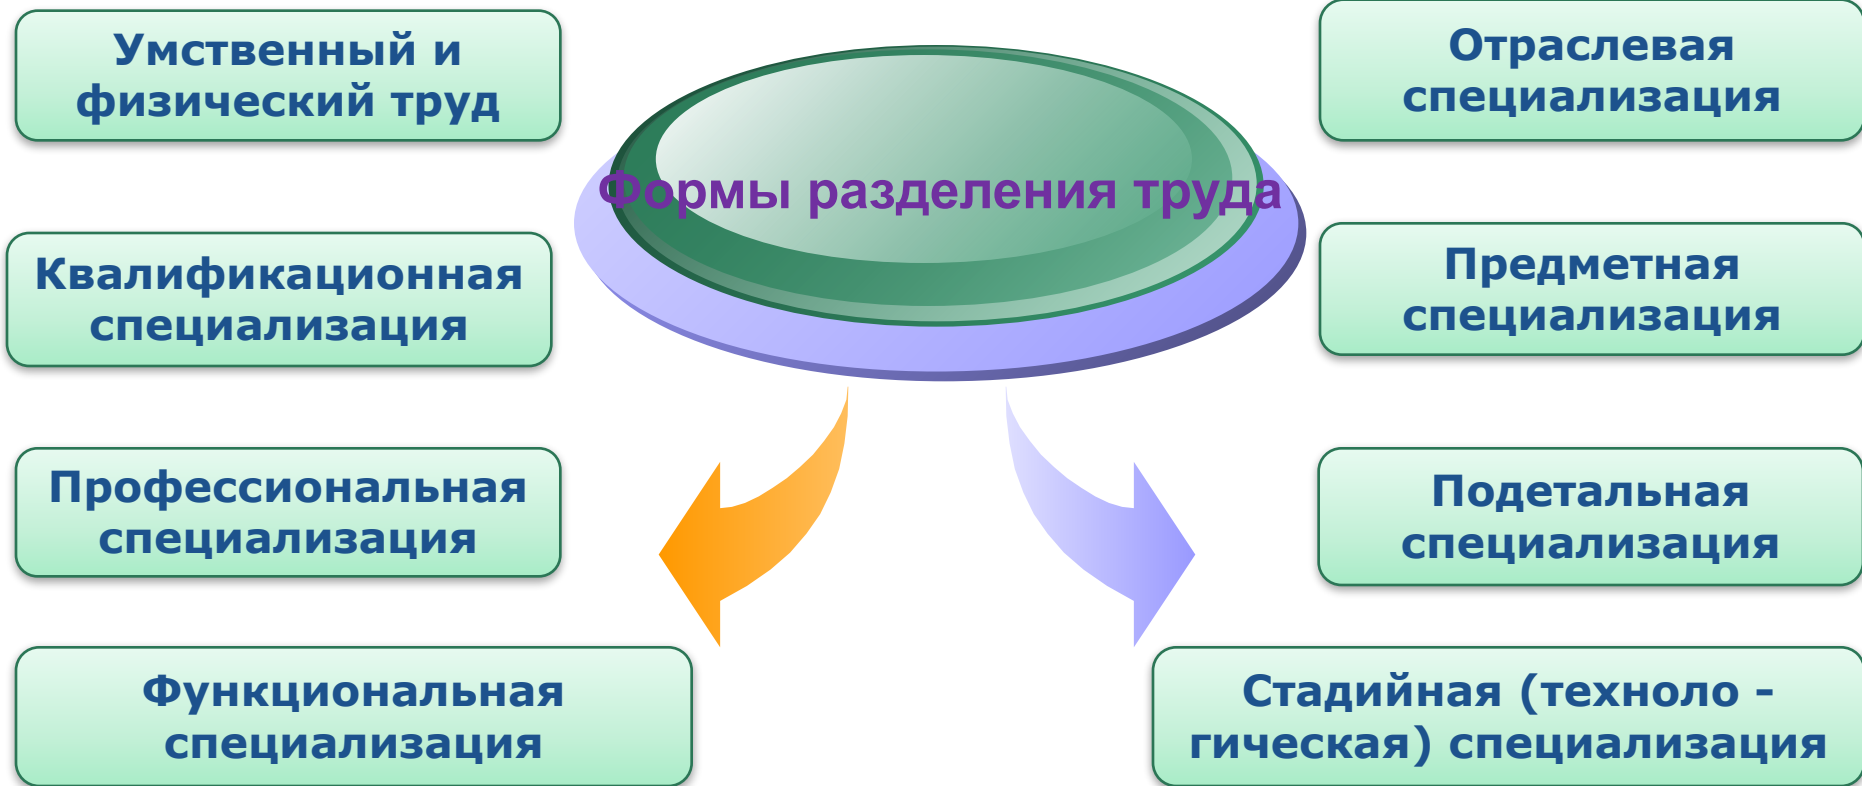 Умственный и
физический труд
Квалификационная
специализация
Профессиональная
специализация
Функциональная
специализация
Формы разделения труда
Отраслевая
специализация
Предметная
специализация
Подетальная
специализация
Стадийная (техноло -
гическая) специализация